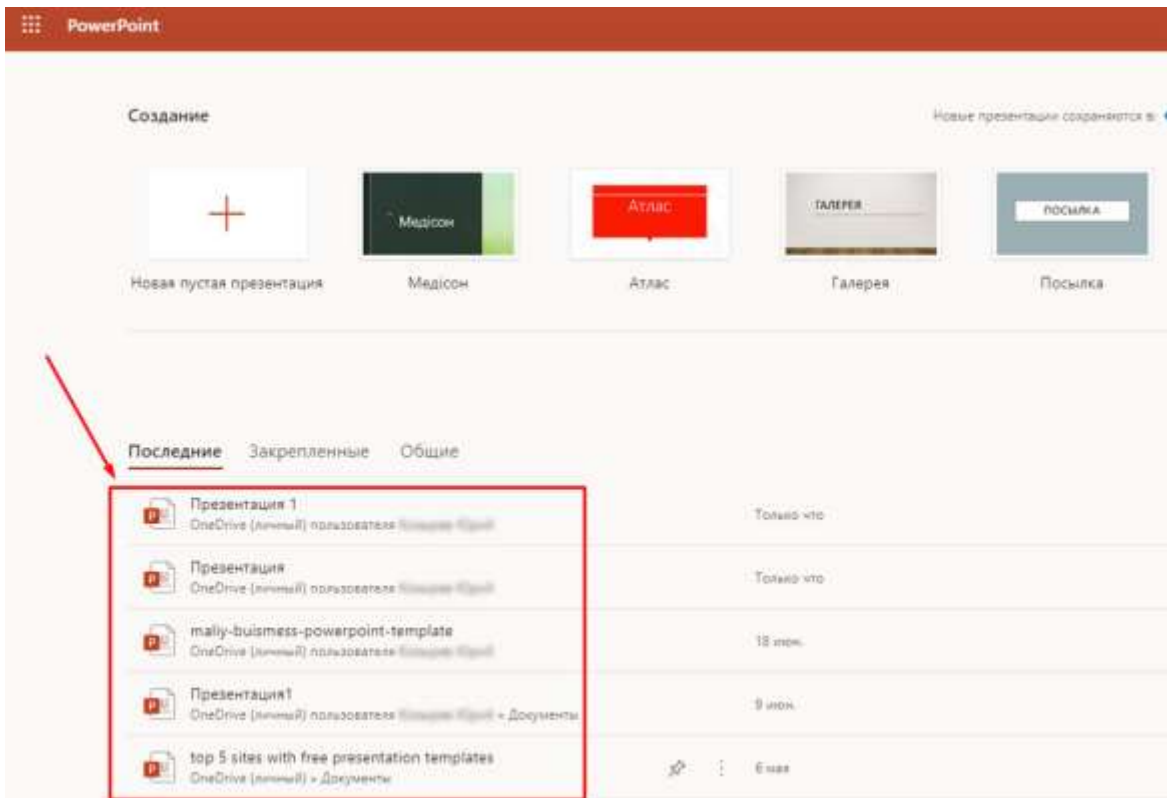 PowerPoint
Создание
Новые презентации сохраняются в:
Медісон
Атлас
ГАЛЕРЕЯ
ПОСЫЛКА
Новая пустая презентация
Медісон
Атлас
Галерея
Посылка
Последние Закрепленные Общие
Презентация 1
Только что
OneDrive (личный) пользователя
Презентация
Только что
OneDrive (личный) пользователя
maliy-buismess-powerpoint-template
18 июн.
OneDrive (личный) пользователя
Презентация1
9 июн.
OneDrive (личный) пользователя » Документы
top 5 sites with free presentation templates
6 мая
OneDrive (личный) » Документы